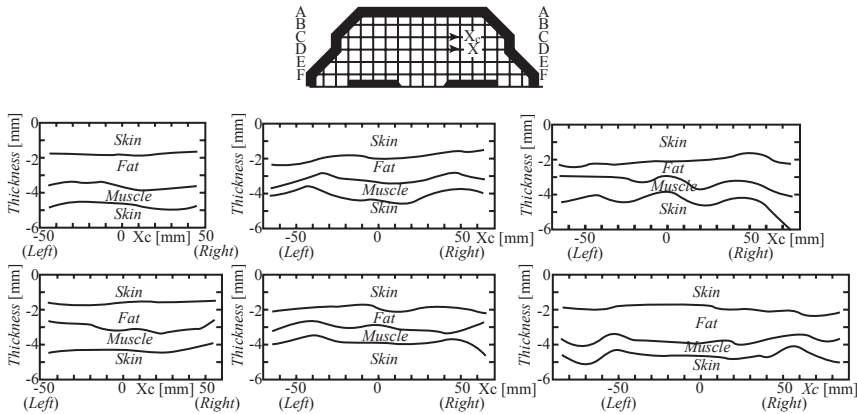 A A
B B
C Xc C
D X D
E E
F F
0 Skin
-2 Fat
Thickness [mm]
-4 Muscle
Skin
-6
-50 0 Xc [mm] 50
(Left) (Right)
0 Skin
-2 Fat
Thickness [mm]
-4 Muscle
Skin
-6
-50 0 50 Xc [mm]
(Left) (Right)
0 Skin
-2 Fat
Thickness [mm]
-4 Muscle
Skin
-6
-50 0 50 Xc [mm]
(Left) (Right)
0 Skin
-2 Fat
Thickness [mm]
-4 Muscle
Skin
-6
-50 0 50 Xc [mm]
(Left) (Right)
0 Skin
-2 Fat
Thickness [mm]
-4 Muscle
Skin
-6
-50 0 50 Xc [mm]
(Left) (Right)
0 Skin
-2 Fat
Thickness [mm]
-4 Muscle
Skin
-6
-50 0 50 Xc [mm]
(Left) (Right)